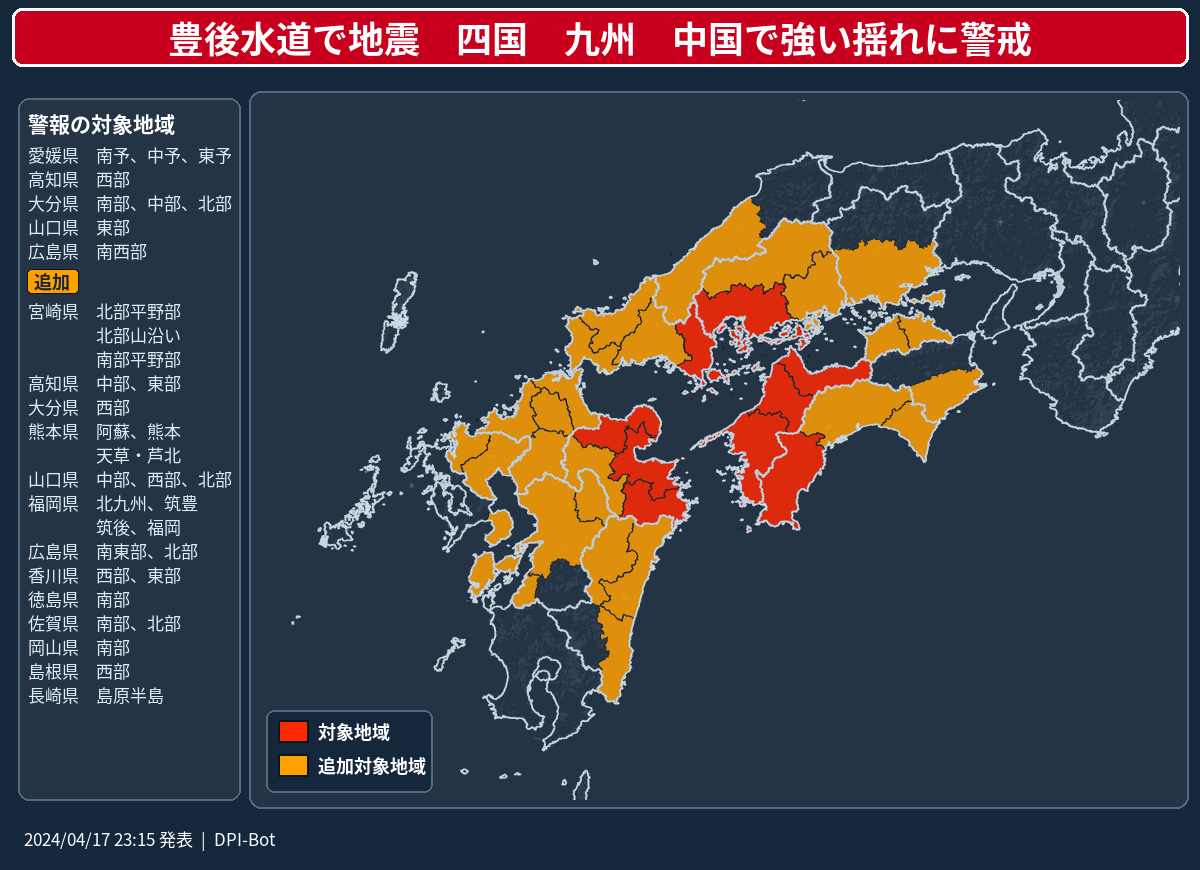 豊後水道で地震　四国　九州　中国で強い揺れに警戒
警報の対象地域
愛媛県　南予、中予、東予
高知県　西部
大分県　南部、中部、北部
山口県　東部
広島県　南西部
追加
宮崎県　北部平野部
北部山沿い
南部平野部
高知県　中部、東部
大分県　西部
熊本県　阿蘇、熊本
天草・芦北
山口県　中部、西部、北部
福岡県　北九州、筑豊
筑後、福岡
広島県　南東部、北部
香川県　西部、東部
徳島県　南部
佐賀県　南部、北部
岡山県　南部
島根県　西部
長崎県　島原半島
対象地域
追加対象地域
2024/04/17 23:15 発表 | DPI-Bot